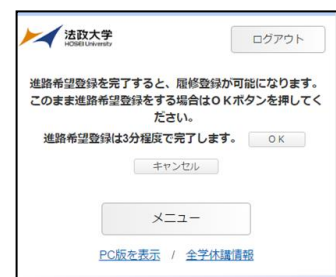 法政大学
HOSEI University
ログアウト
進路希望登録を完了すると、履修登録が可能になります。
このまま進路希望登録をする場合はＯＫボタンを押してく
ださい。
進路希望登録は3分程度で完了します。 ＯＫ
キャンセル
メニュー
PC版を表示 / 全学休講情報